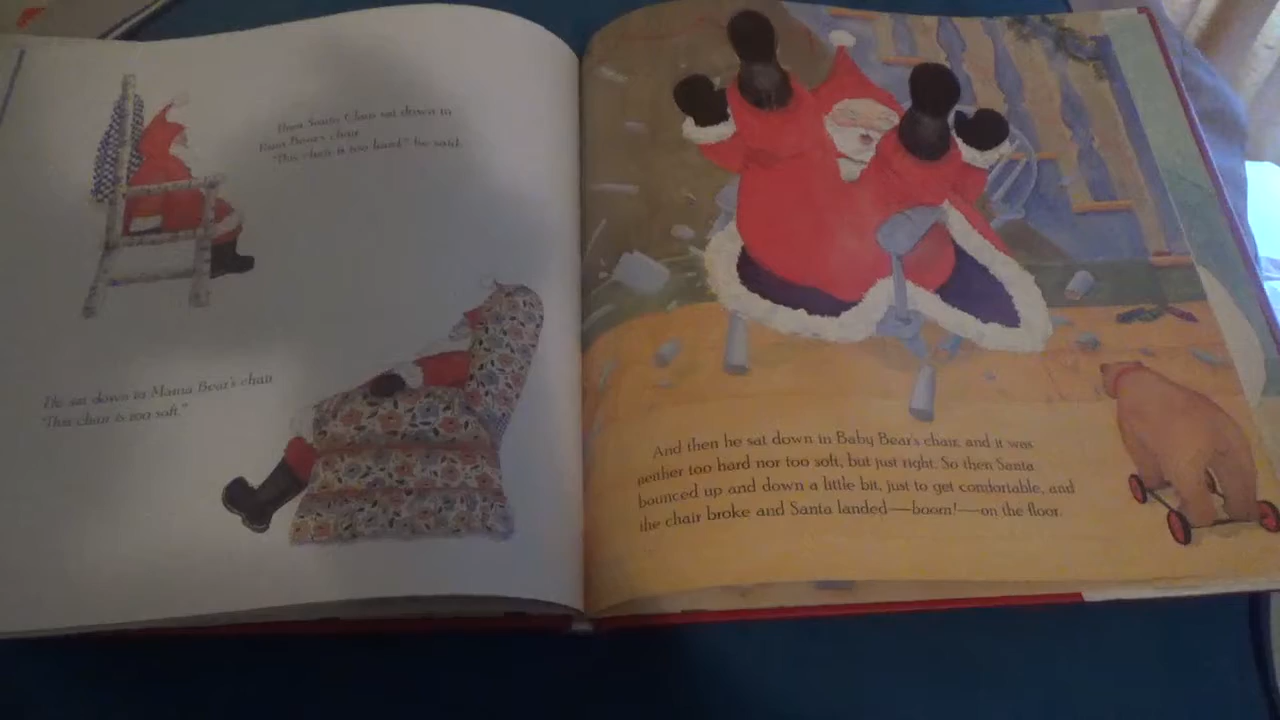 Then Santa Claus sat down in
Papa Bear's chair.
"This chair is too hard," he said.
He sat down in Mama Bear's chair.
"This chair is too soft."
And then he sat down in Baby Bear's chair, and it was
neither too hard nor too soft, but just right. So then Santa
bounced up and down a little bit, just to get comfortable, and
the chair broke and Santa landed—boom!—on the floor.